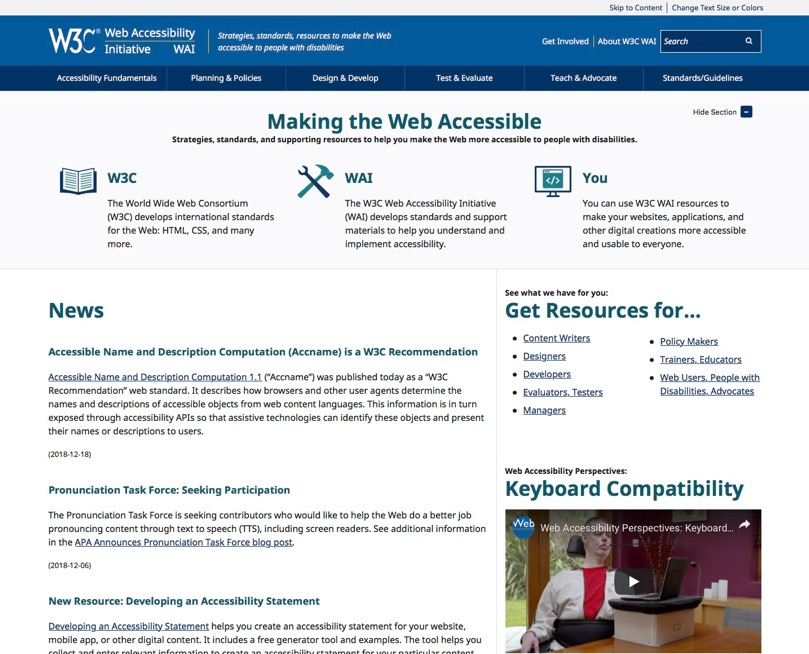 Skip to Content
Change Text Size or Colors
W3C® Web Accessibility Initiative WAI
Strategies, standards, resources to make the Web
accessible to people with disabilities
Get Involved
About W3C WAI
Search
Accessibility Fundamentals
Planning & Policies
Design & Develop
Test & Evaluate
Teach & Advocate
Standards/Guidelines
Hide Section
Making the Web Accessible
Strategies, standards, and supporting resources to help you make the Web more accessible to people with disabilities.
W3C
The World Wide Web Consortium
(W3C) develops international standards
for the Web: HTML, CSS, and many
more.
WAI
The W3C Web Accessibility Initiative
(WAI) develops standards and support
materials to help you understand and
implement accessibility.
You
You can use W3C WAI resources to
make your websites, applications, and
other digital creations more accessible
and usable to everyone.
News
Accessible Name and Description Computation (Accname) is a W3C Recommendation
Accessible Name and Description Computation 1.1 (“Accname”) was published today as a “W3C
Recommendation” web standard. It describes how browsers and other user agents determine the
names and descriptions of accessible objects from web content languages. This information is in turn
exposed through accessibility APIs so that assistive technologies can identify these objects and present
their names or descriptions to users.
(2018-12-18)
Pronunciation Task Force: Seeking Participation
The Pronunciation Task Force is seeking contributors who would like to help the Web do a better job
pronouncing content through text to speech (TTS), including screen readers. See additional information
in the APA Announces Pronunciation Task Force blog post.
(2018-12-06)
New Resource: Developing an Accessibility Statement
Developing an Accessibility Statement helps you create an accessibility statement for your website,
mobile app, or other digital content. It includes a free generator tool and examples. The tool helps you
collect and enter relevant information to create an accessibility statement for your particular content.
See what we have for you:
Get Resources for...
Content Writers
Designers
Developers
Evaluators, Testers
Managers
Policy Makers
Trainers, Educators
Web Users, People with
Disabilities, Advocates
Web Accessibility Perspectives:
Keyboard Compatibility
Web
Web Accessibility Perspectives: Keyboard...